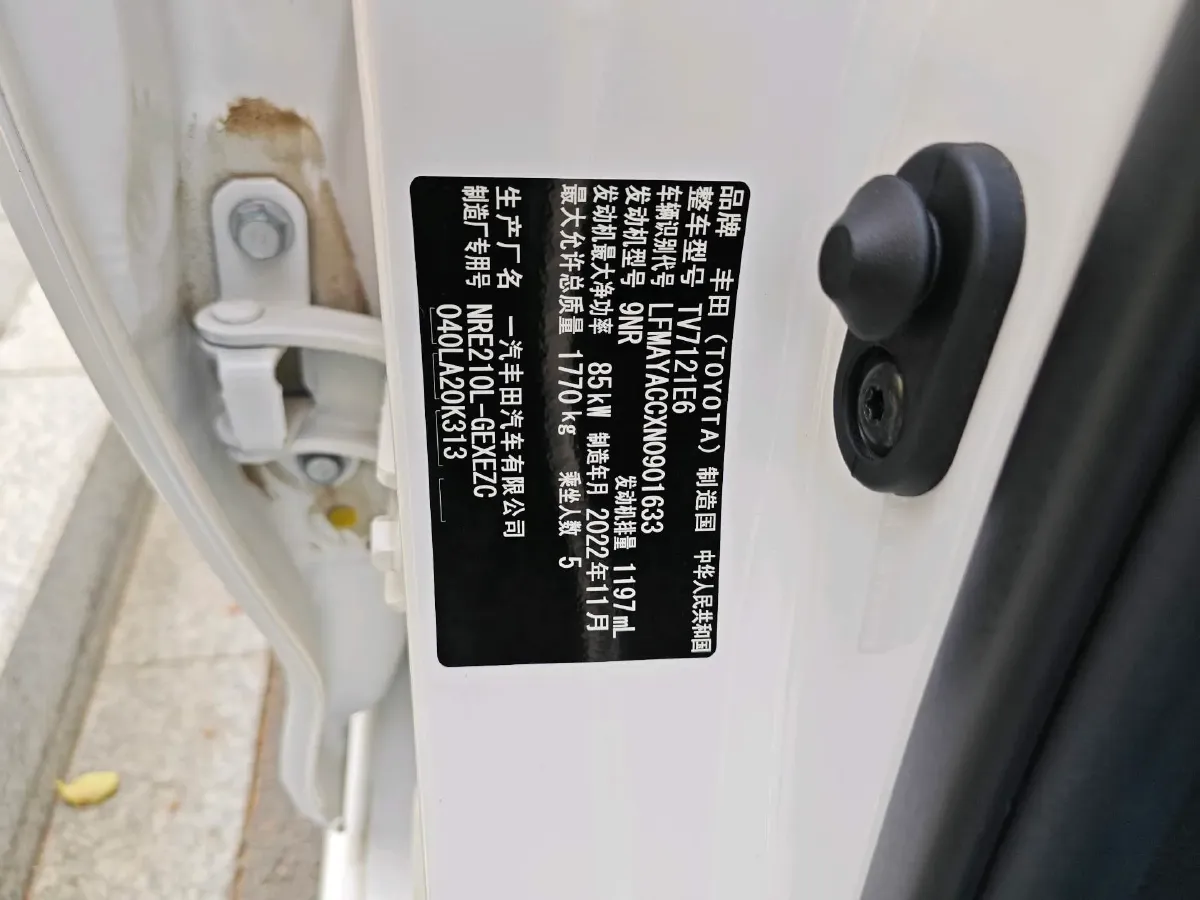 品牌 丰田（TOYOTA） 制造国 中华人民共和国
整车型号 TV7121E6
车辆识别代号 LFMAYACCXN0901633
发动机型号 9NR 发动机排量 1197 mL
发动机最大净功率 85kW 制造年月 2022年11月
最大允许总质量 1770kg 乘坐人数 5
生产厂名 一汽丰田汽车有限公司
制造厂专用号 NRE210L-GEXEZC
040LA20K313